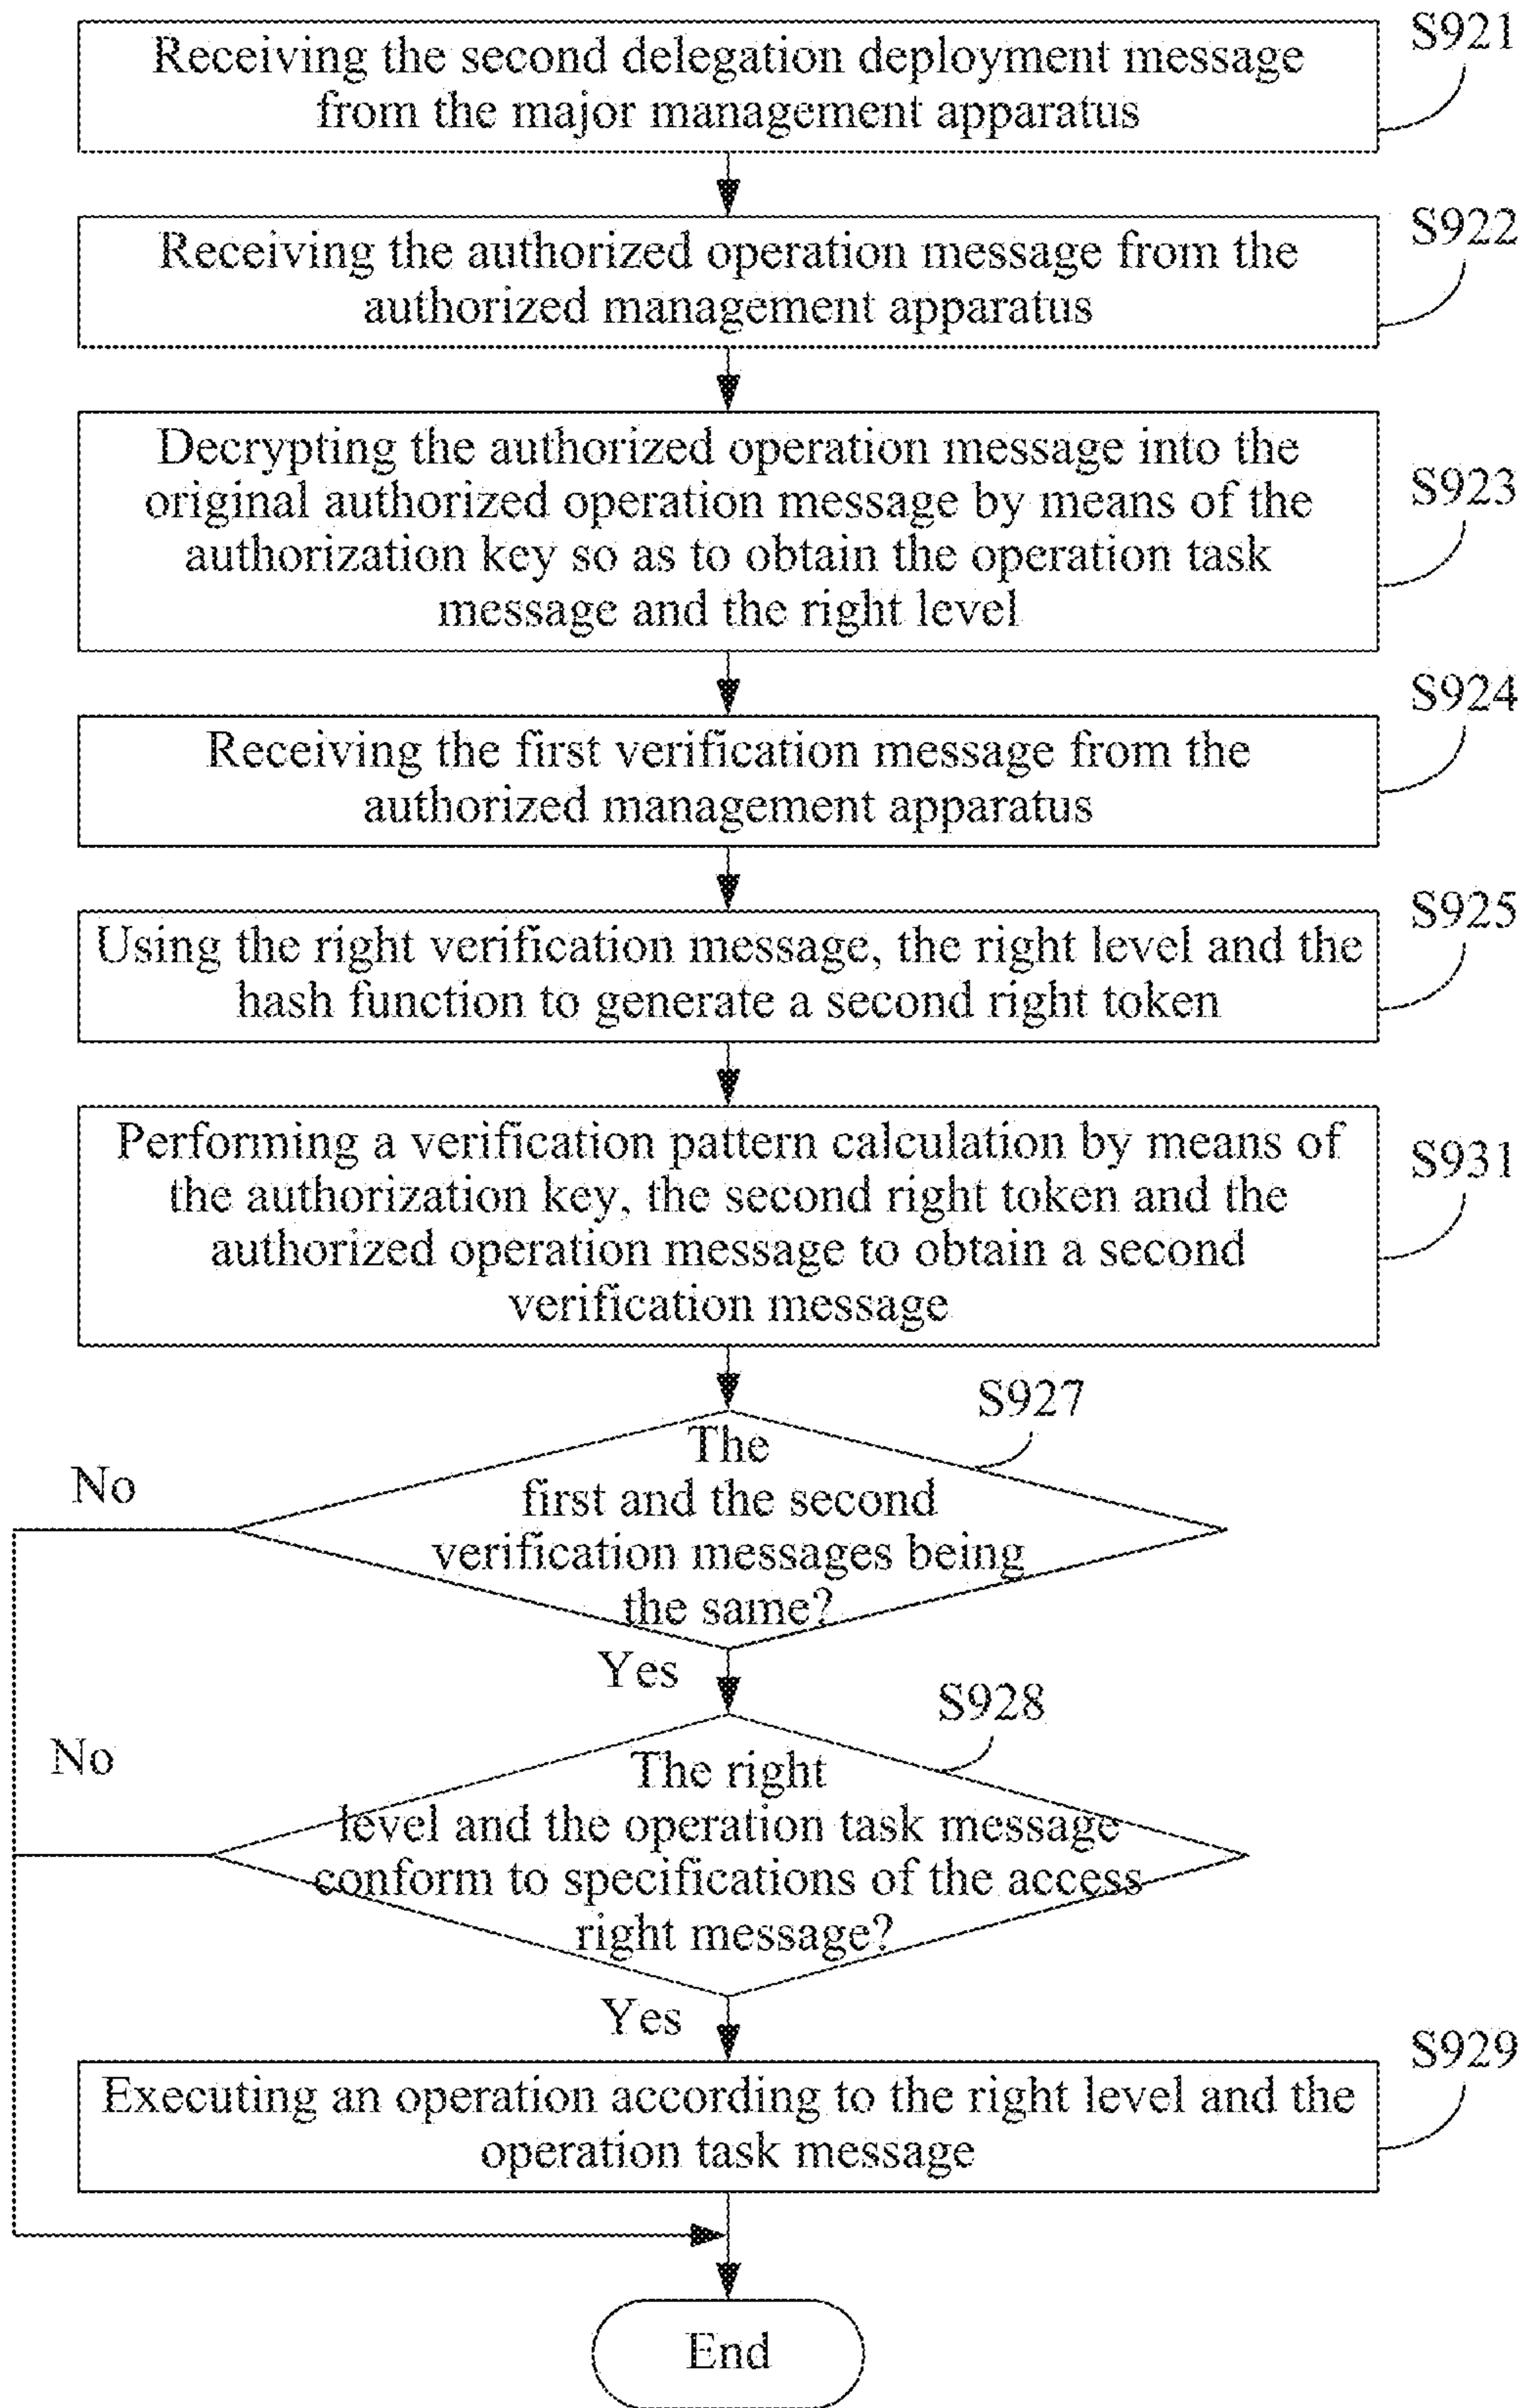 Receiving the second delegation deployment message
from the major management apparatus
S921
Receiving the authorized operation message from the
authorized management apparatus
S922
Decrypting the authorized operation message into the
original authorized operation message by means of the
authorization key so as to obtain the operation task
message and the right level
S923
Receiving the first verification message from the
authorized management apparatus
S924
Using the right verification message, the right level and the
hash function to generate a second right token
S925
Performing a verification pattern calculation by means of
the authorization key, the second right token and the
authorized operation message to obtain a second
verification message
S931
The
first and the second
verification messages being
the same?
S927
No
Yes
The right
level and the operation task message
conform to specifications of the access
right message?
S928
No
Yes
Executing an operation according to the right level and the
operation task message
S929
End